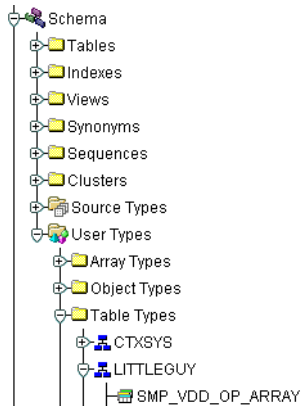 Schema
Tables
Indexes
Views
Synonyms
Sequences
Clusters
Source Types
User Types
Array Types
Object Types
Table Types
CTXSYS
LITTLEGUY
SMP_VDD_OP_ARRAY